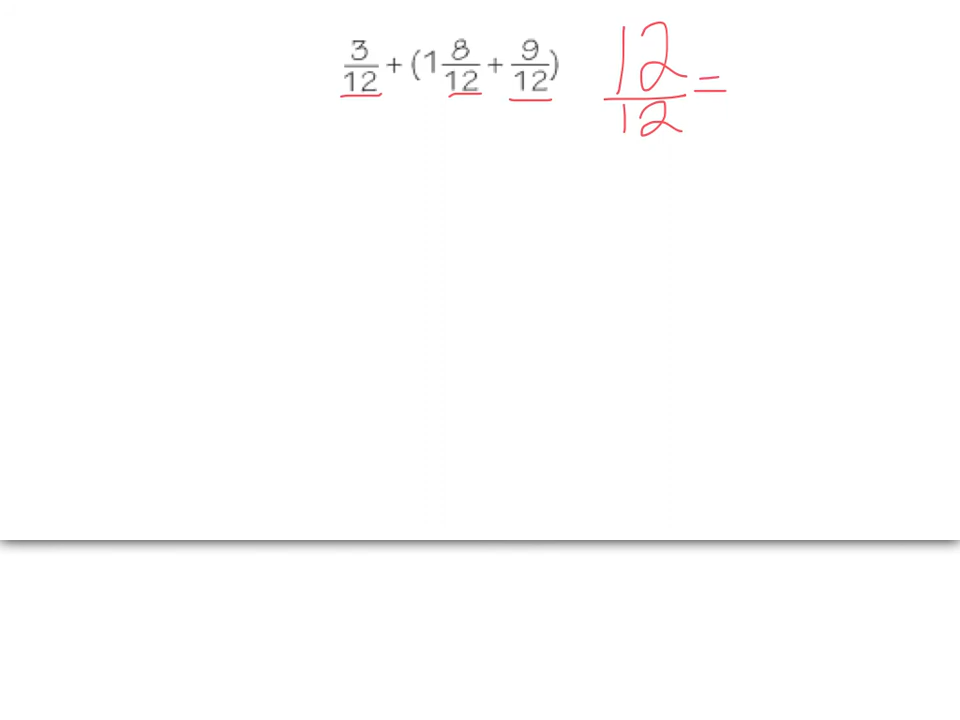 3/12 + (1 8/12 + 9/12) 12/12 =